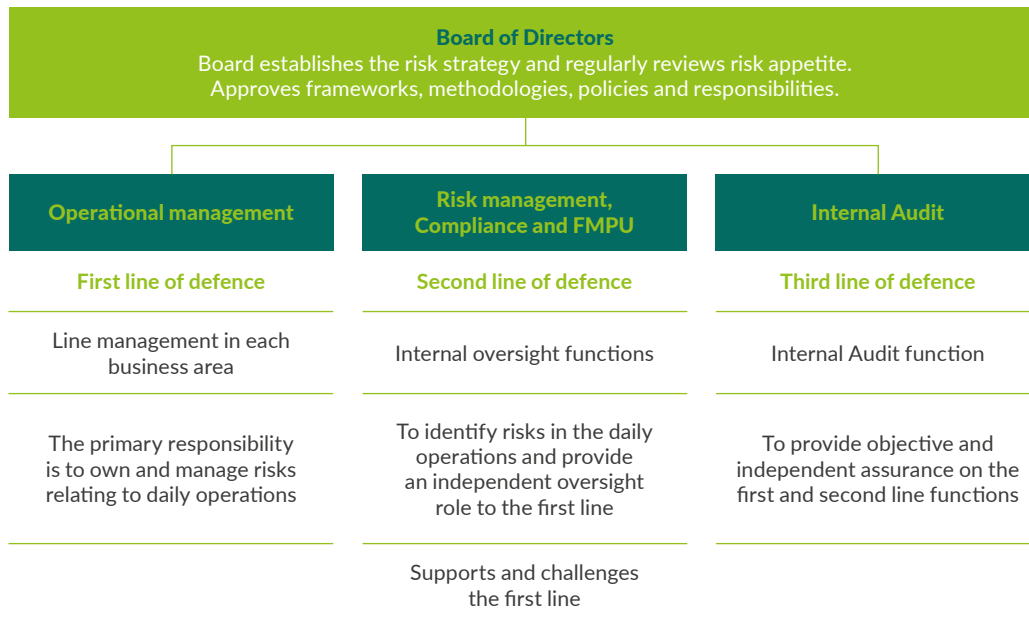 Board of Directors
Board establishes the risk strategy and regularly reviews risk appetite.
Approves frameworks, methodologies, policies and responsibilities.
Operational management
First line of defence
Line management in each
business area
The primary responsibility
is to own and manage risks
relating to daily operations
Risk management,
Compliance and FMPU
Second line of defence
Internal oversight functions
To identify risks in the daily
operations and provide
an independent oversight
role to the first line
Supports and challenges
the first line
Internal Audit
Third line of defence
Internal Audit function
To provide objective and
independent assurance on the
first and second line functions